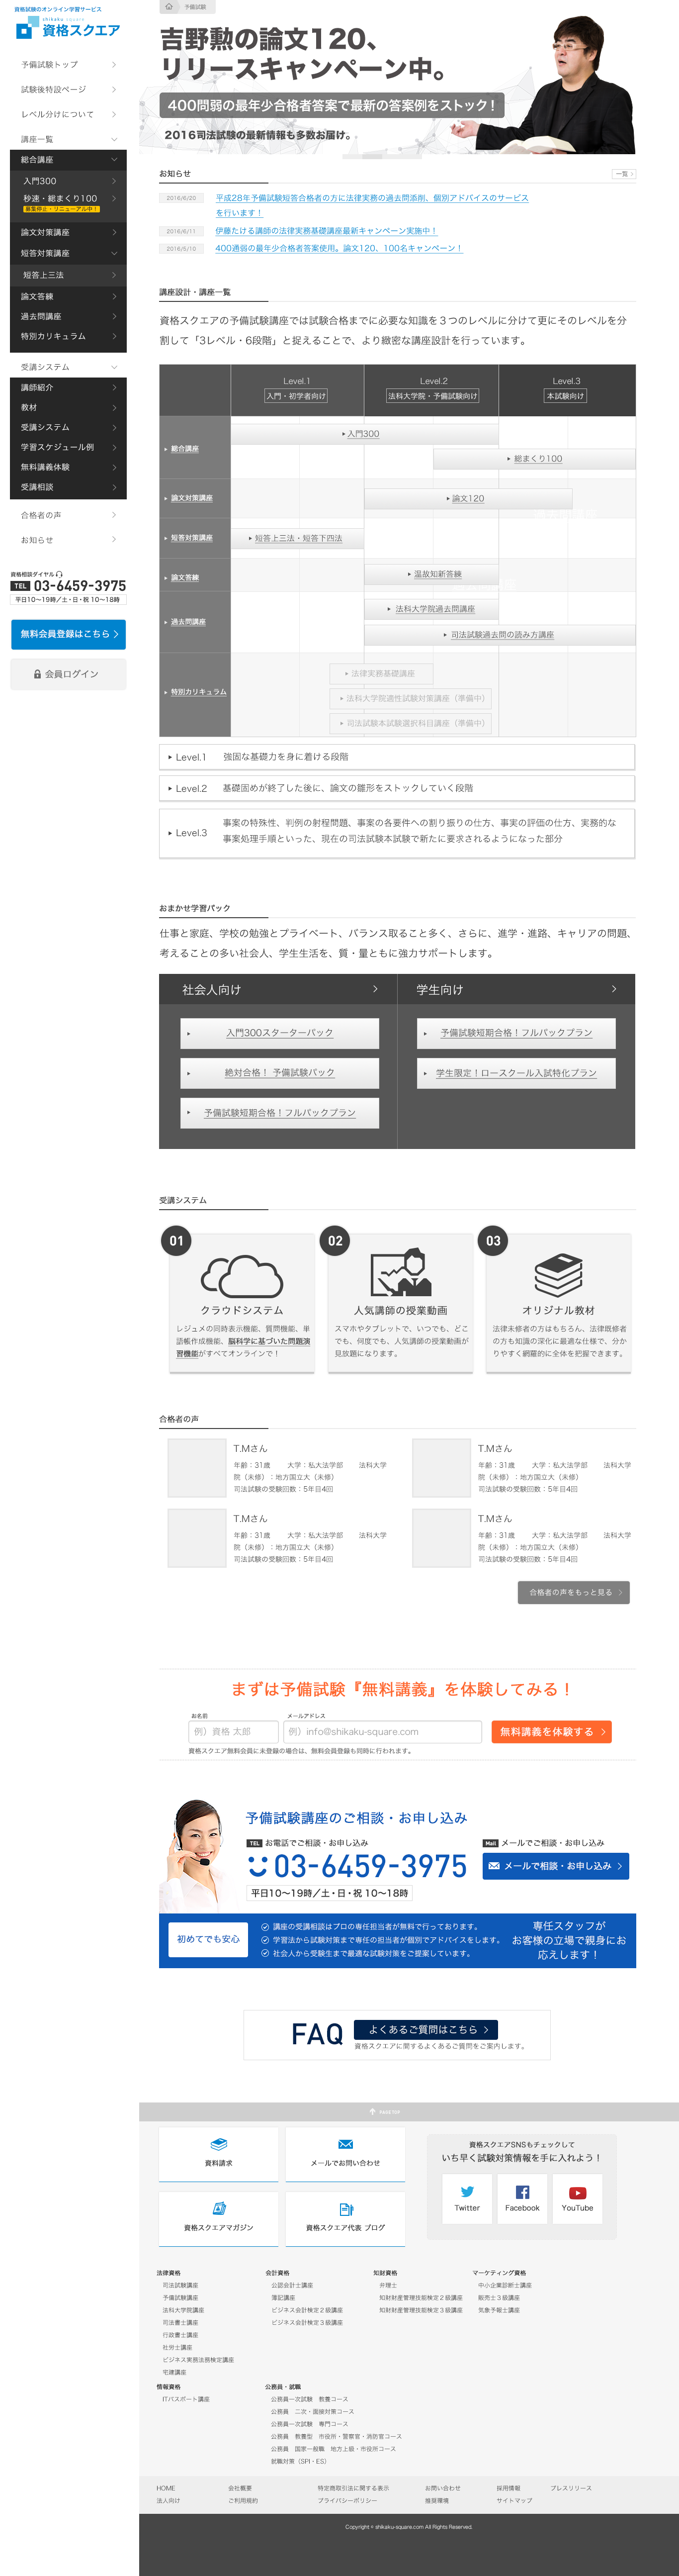 資格試験のオンライン学習サービス
shikaku square
資格スクエア
予備試験トップ
試験後特設ページ
レベル分けについて
講座一覧
総合講座
入門300
秒速・総まくり100
募集停止・リニューアル中！
論文対策講座
短答対策講座
短答上三法
論文答練
過去問講座
特別カリキュラム
受講システム
講師紹介
教材
受講システム
学習スケジュール例
無料講義体験
受講相談
合格者の声
お知らせ
資格相談ダイヤル
TEL 03-6459-3975
平日10〜19時／土・日・祝 10〜18時
無料会員登録はこちら
会員ログイン
予備試験
吉野勲の論文120、
リリースキャンペーン中。
400問弱の最年少合格者答案で最新の答案例をストック！
2016司法試験の最新情報も多数お届け。
お知らせ
一覧
2016/6/20 平成28年予備試験短答合格者の方に法律実務の過去問添削、個別アドバイスのサービス
を行います！
2016/6/11 伊藤たける講師の法律実務基礎講座最新キャンペーン実施中！
2016/5/10 400通弱の最年少合格者答案使用。論文120、100名キャンペーン！
講座設計・講座一覧
資格スクエアの予備試験講座では試験合格までに必要な知識を３つのレベルに分けて更にそのレベルを分
割して「3レベル・6段階」と捉えることで、より緻密な講座設計を行っています。
Level.1 Level.2 Level.3
入門・初学者向け 法科大学院・予備試験向け 本試験向け
総合講座 入門300
総まくり100
論文対策講座 論文120
短答対策講座 短答上三法・短答下四法
論文答練 温故知新答練
過去問講座 法科大学院過去問講座
司法試験過去問の読み方講座
特別カリキュラム 法律実務基礎講座
法科大学院適性試験対策講座（準備中）
司法試験本試験選択科目講座（準備中）
Level.1 強固な基礎力を身に着ける段階
Level.2 基礎固めが終了した後に、論文の雛形をストックしていく段階
Level.3 事案の特殊性、判例の射程問題、事案の各要件への割り振りの仕方、事実の評価の仕方、実務的な
事案処理手順といった、現在の司法試験本試験で新たに要求されるようになった部分
おまかせ学習パック
仕事と家庭、学校の勉強とプライベート、バランス取ること多く、さらに、進学・進路、キャリアの問題、
考えることの多い社会人、学生生活を、質・量ともに強力サポートします。
社会人向け 学生向け
入門300スターターパック 予備試験短期合格！フルパックプラン
絶対合格！ 予備試験パック 学生限定！ロースクール入試特化プラン
予備試験短期合格！フルパックプラン
受講システム
01 02 03
クラウドシステム
レジュメの同時表示機能、質問機能、単
語帳作成機能、脳科学に基づいた問題演
習機能がすべてオンラインで！
人気講師の授業動画
スマホやタブレットで、いつでも、どこ
でも、何度でも、人気講師の授業動画が
見放題になります。
オリジナル教材
法律未修者の方はもちろん、法律既修者
の方も知識の深化に最適な仕様で、分か
りやすく網羅的に全体を把握できます。
合格者の声
T.Mさん
年齢：31歳 大学：私大法学部 法科大学
院（未修）：地方国立大（未修）
司法試験の受験回数：5年目4回
T.Mさん
年齢：31歳 大学：私大法学部 法科大学
院（未修）：地方国立大（未修）
司法試験の受験回数：5年目4回
T.Mさん
年齢：31歳 大学：私大法学部 法科大学
院（未修）：地方国立大（未修）
司法試験の受験回数：5年目4回
T.Mさん
年齢：31歳 大学：私大法学部 法科大学
院（未修）：地方国立大（未修）
司法試験の受験回数：5年目4回
合格者の声をもっと見る
まずは予備試験『無料講義』を体験してみる！
お名前 メールアドレス
例）資格 太郎 例）info@shikaku-square.com 無料講義を体験する
資格スクエア無料会員に未登録の場合は、無料会員登録も同時に行われます。
予備試験講座のご相談・お申し込み
TEL お電話でご相談・お申し込み
03-6459-3975
平日10〜19時／土・日・祝 10〜18時
Mail メールでご相談・お申し込み
メールで相談・お申し込み
初めてでも安心
講座の受講相談はプロの専任担当者が無料で行っております。
学習法から試験対策まで専任の担当者が個別でアドバイスをします。
社会人から受験生まで最適な試験対策をご提案しています。
専任スタッフが
お客様の立場で親身にお
応えします！
FAQ よくあるご質問はこちら
資格スクエアに関するよくあるご質問をご案内します。
PAGETOP
資料請求
メールでお問い合わせ
資格スクエアマガジン
資格スクエア代表 ブログ
資格スクエアSNSもチェックして
いち早く試験対策情報を手に入れよう！
Twitter Facebook YouTube
法律資格
司法試験講座
予備試験講座
法科大学院講座
司法書士講座
行政書士講座
社労士講座
ビジネス実務法務検定講座
宅建講座
会計資格
公認会計士講座
簿記講座
ビジネス会計検定２級講座
ビジネス会計検定３級講座
知財資格
弁理士
知財財産管理技能検定２級講座
知財財産管理技能検定３級講座
マーケティング資格
中小企業診断士講座
販売士３級講座
気象予報士講座
情報資格
ITパスポート講座
公務員・就職
公務員一次試験 教養コース
公務員 二次・面接対策コース
公務員一次試験 専門コース
公務員 教養型 市役所・警察官・消防官コース
公務員 国家一般職 地方上級・市役所コース
就職対策（SPI・ES）
HOME 会社概要 特定商取引法に関する表示 お問い合わせ 採用情報 プレスリリース
法人向け ご利用規約 プライバシーポリシー 推奨環境 サイトマップ
Copyright © shikaku-square.com All Rights Reserved.